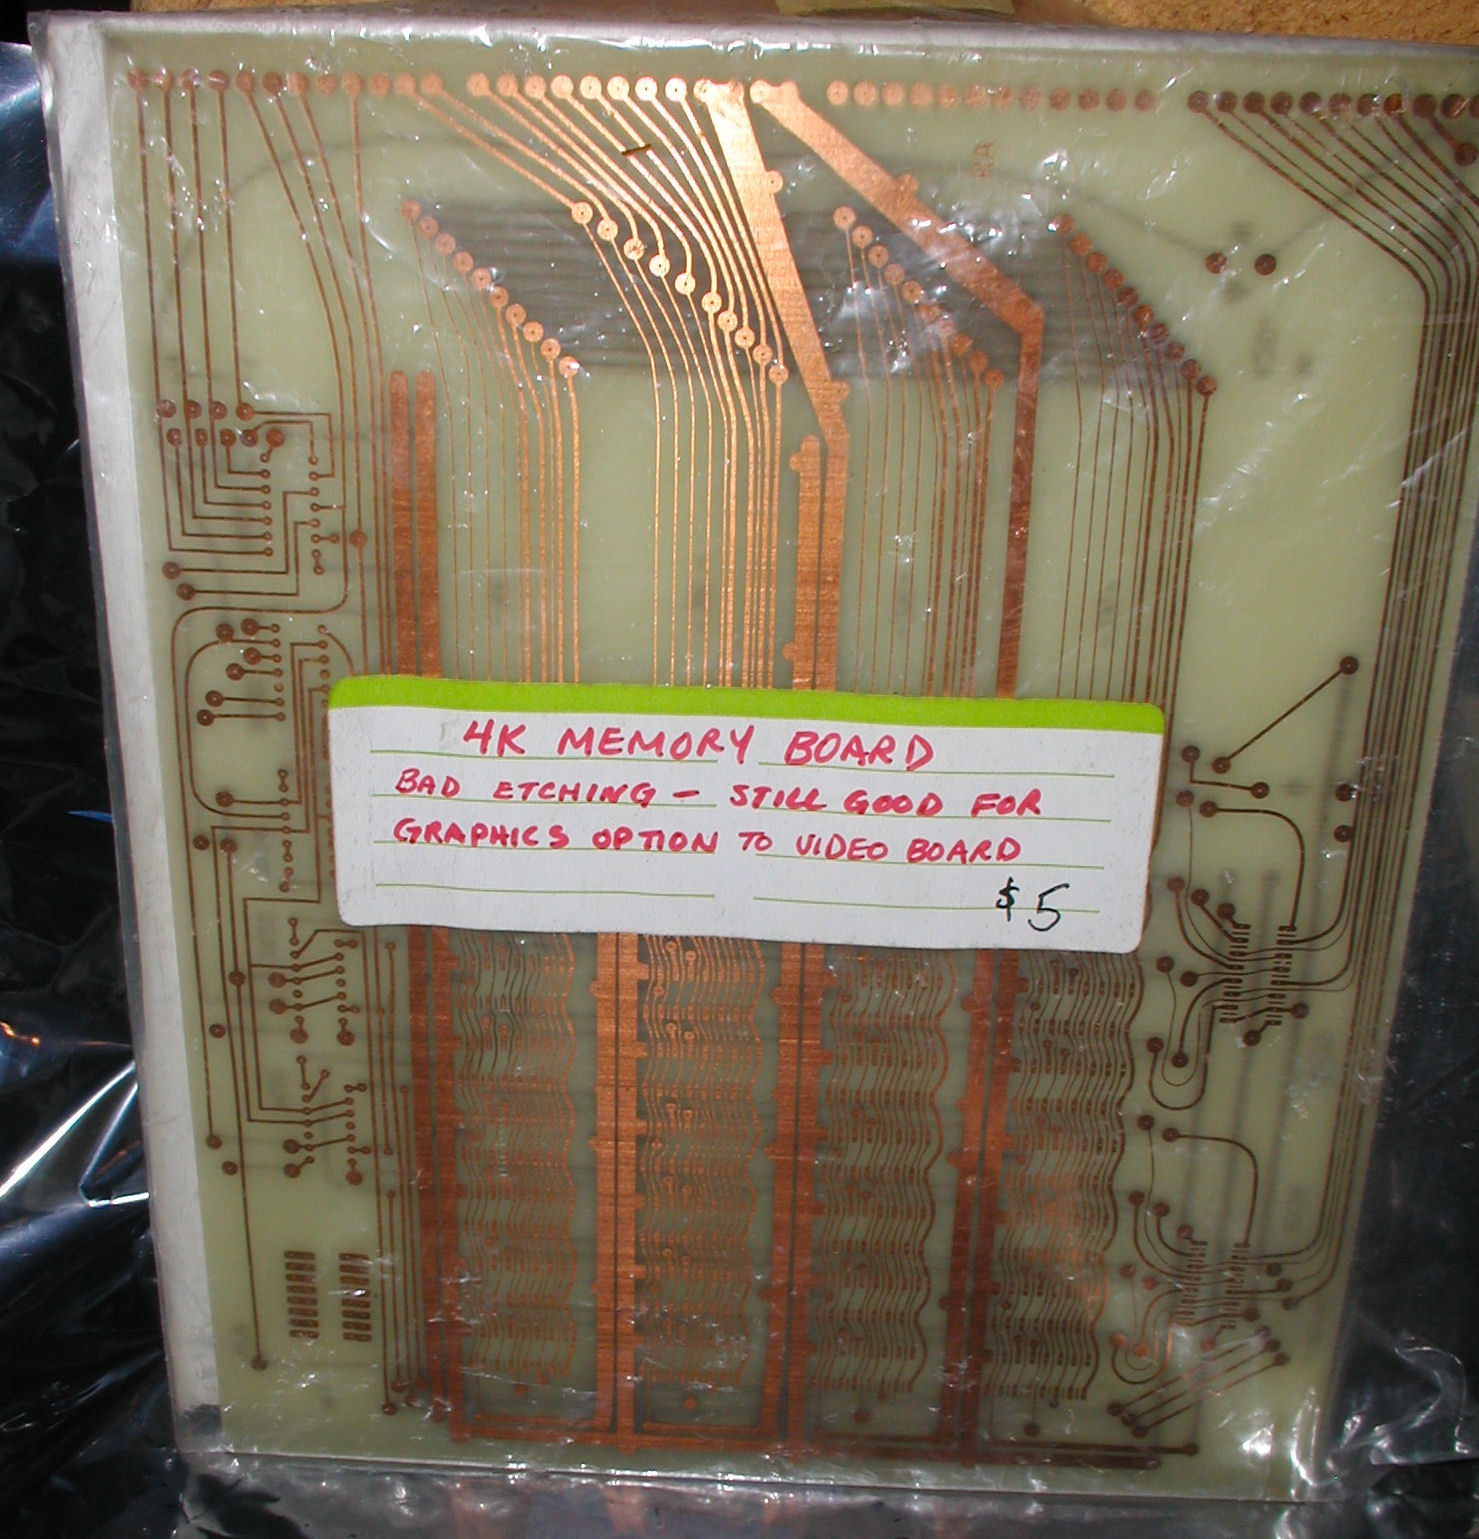 4K MEMORY BOARD
BAD ETCHING - STILL GOOD FOR
GRAPHICS OPTION TO VIDEO BOARD
$5